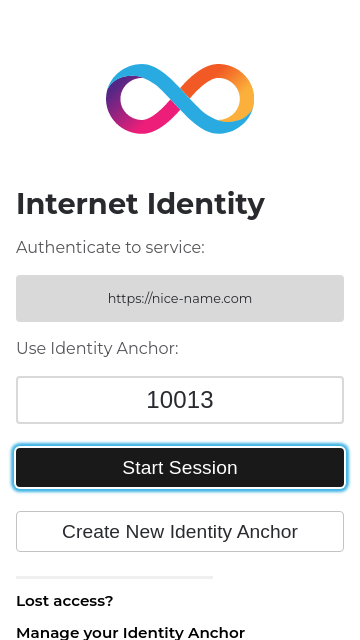 Internet Identity
Authenticate to service:
https://nice-name.com
Use Identity Anchor:
10013
Start Session
Create New Identity Anchor
Lost access?
Manage your Identity Anchor